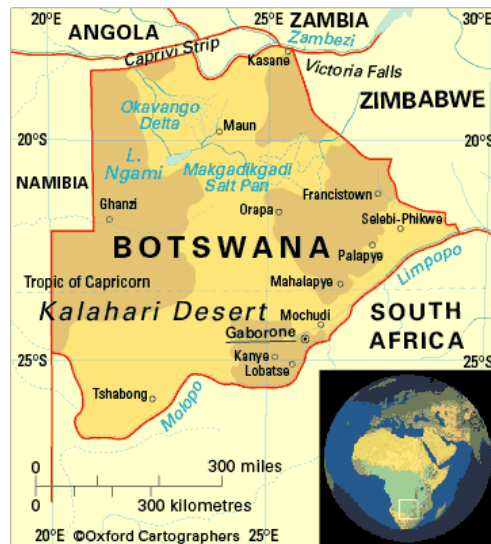 20°E
25°E
30°E
ANGOLA
ZAMBIA
Zambezi
Caprivi Strip
Kasane
Victoria Falls
ZIMBABWE
Okavango
Delta
Maun
20°S
20°S
L.
Ngami
Makgadikgadi
Salt Pan
NAMIBIA
Ghanzi
Orapa
Francistown
Selebi-Phikwe
BOTSWANA
Palapye
Limpopo
Tropic of Capricorn
Mahalapye
Kalahari Desert
Mochudi
SOUTH
AFRICA
Gaborone
25°S
25°S
Kanye
Lobatse
Tshabong
Molopo
0
300 miles
0
300 kilometres
20°E
©Oxford Cartographers
25°E